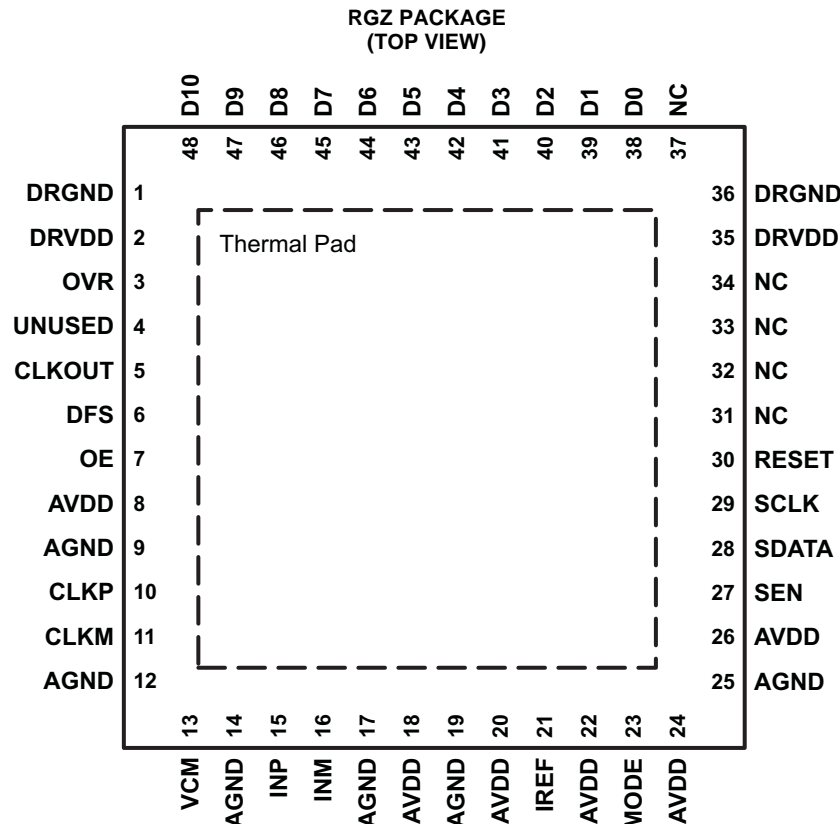 RGZ PACKAGE
(TOP VIEW)
D10 D9 D8 D7 D6 D5 D4 D3 D2 D1 D0 NC
48 47 46 45 44 43 42 41 40 39 38 37
DRGND 1 36 DRGND
DRVDD 2 Thermal Pad 35 DRVDD
OVR 3 34 NC
UNUSED 4 33 NC
CLKOUT 5 32 NC
DFS 6 31 NC
OE 7 30 RESET
AVDD 8 29 SCLK
AGND 9 28 SDATA
CLKP 10 27 SEN
CLKM 11 26 AVDD
AGND 12 25 AGND
13 14 15 16 17 18 19 20 21 22 23 24
VCM AGND INP INM AGND AVDD AGND AVDD IREF AVDD MODE AVDD